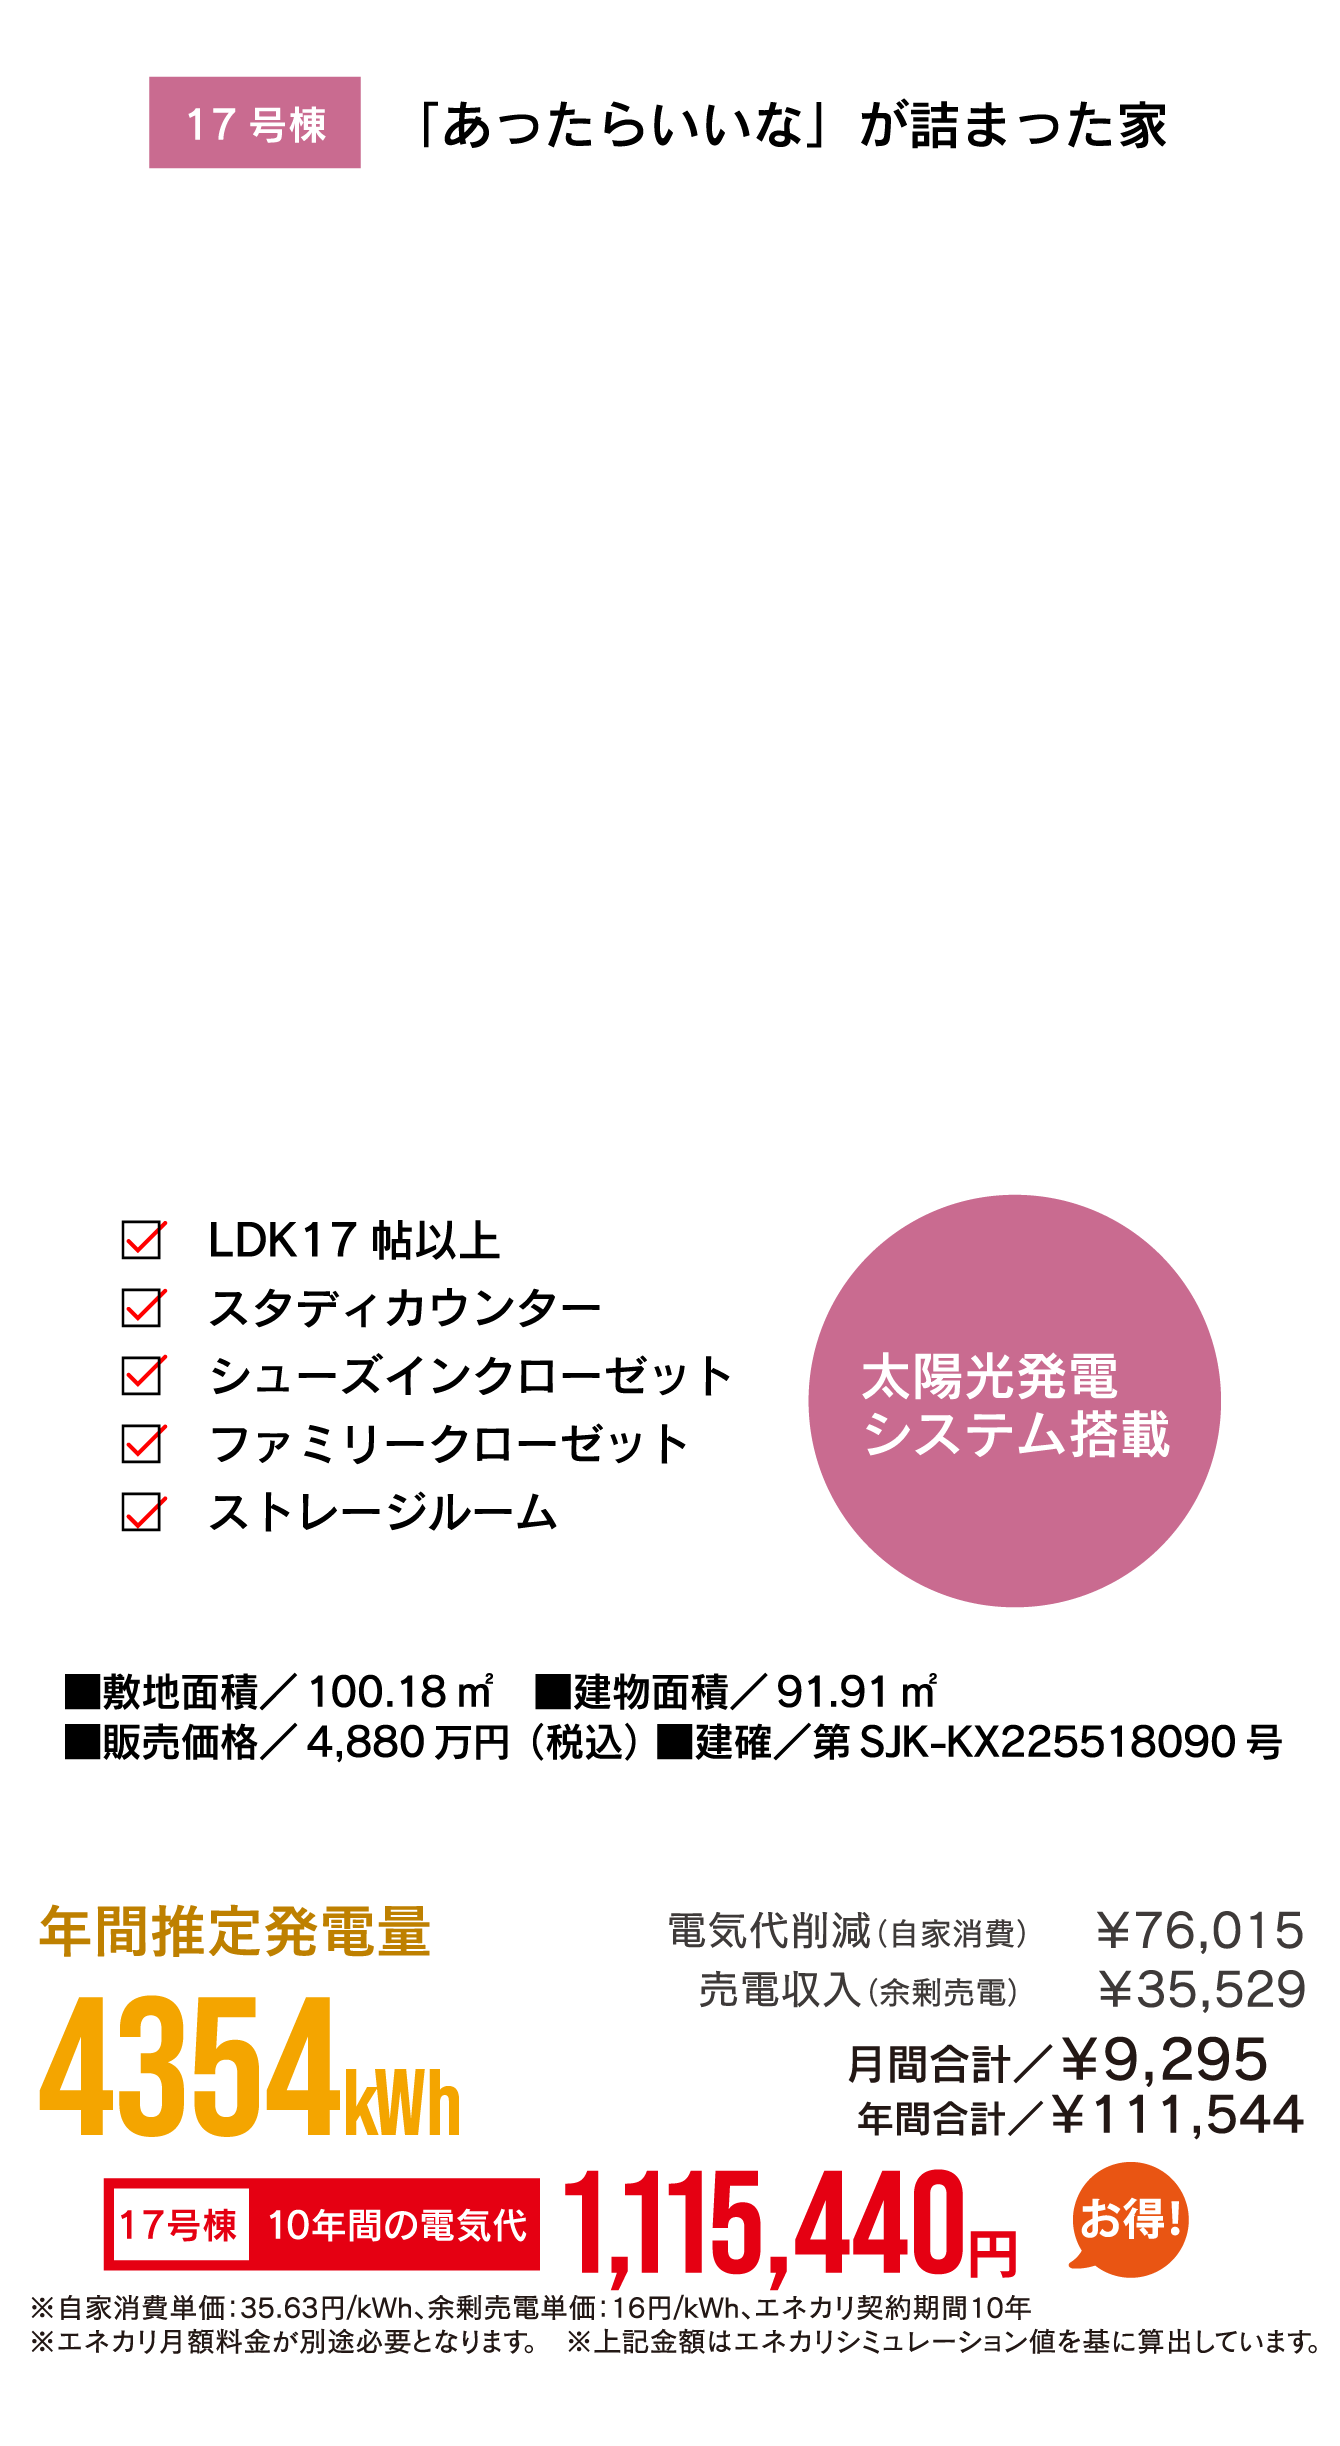 17 号棟
「あったらいいな」が詰まった家
LDK17 帖以上
スタディカウンター
シューズインクローゼット
ファミリークローゼット
ストレージルーム
太陽光発電
システム搭載
■敷地面積／100.18㎡ ■建物面積／91.91㎡
■販売価格／4,880 万円（税込）■建確／第 SJK-KX225518090 号
年間推定発電量
4354kWh
電気代削減（自家消費） ¥76,015
売電収入（余剰売電） ¥35,529
月間合計／¥9,295
年間合計／¥111,544
17号棟 10年間の電気代 1,115,440円
お得!
※自家消費単価：35.63円/kWh、余剰売電単価：16円/kWh、エネカリ契約期間10年
※エネカリ月額料金が別途必要となります。 ※上記金額はエネカリシミュレーション値を基に算出しています。